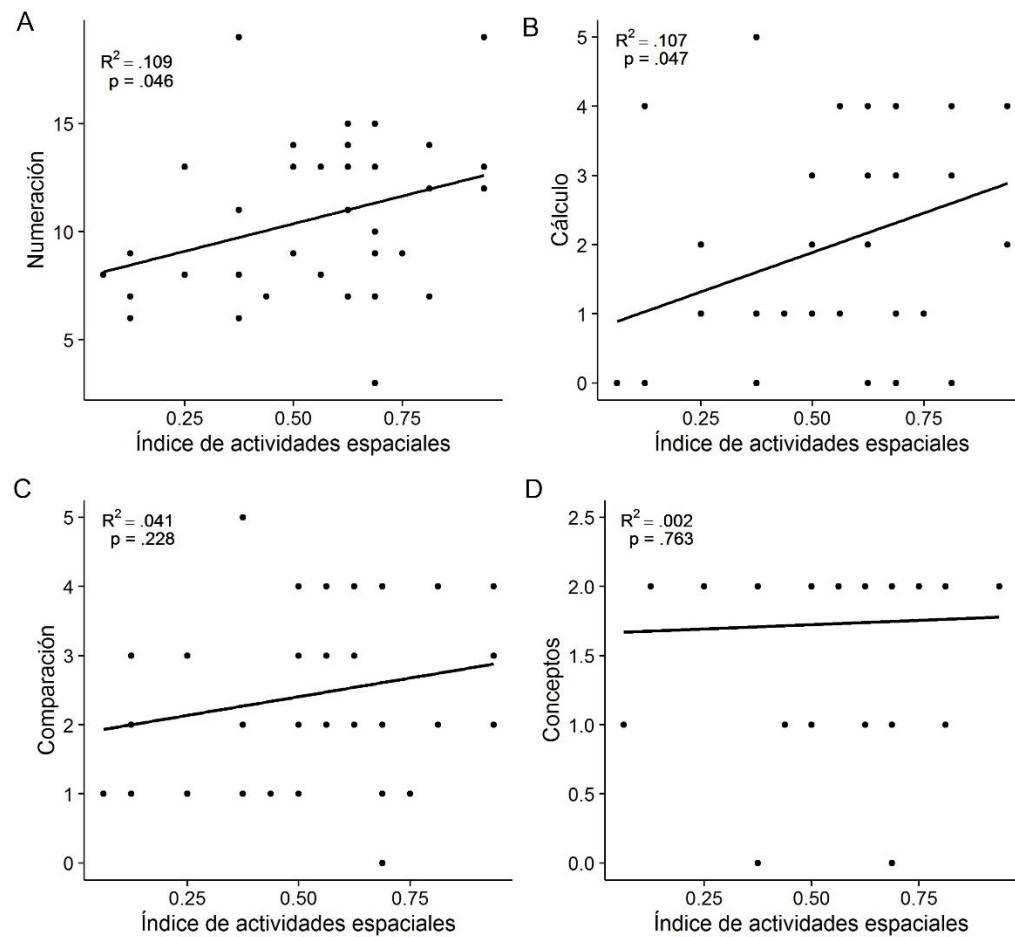 A
R² = .109
p = .046
Numeración
15
10
5
0.25 0.50 0.75
Índice de actividades espaciales
B
R² = .107
p = .047
Cálculo
5
4
3
2
1
0
0.25 0.50 0.75
Índice de actividades espaciales
C
R² = .041
p = .228
Comparación
5
4
3
2
1
0
0.25 0.50 0.75
Índice de actividades espaciales
D
R² = .002
p = .763
Conceptos
2.5
2.0
1.5
1.0
0.5
0.0
0.25 0.50 0.75
Índice de actividades espaciales